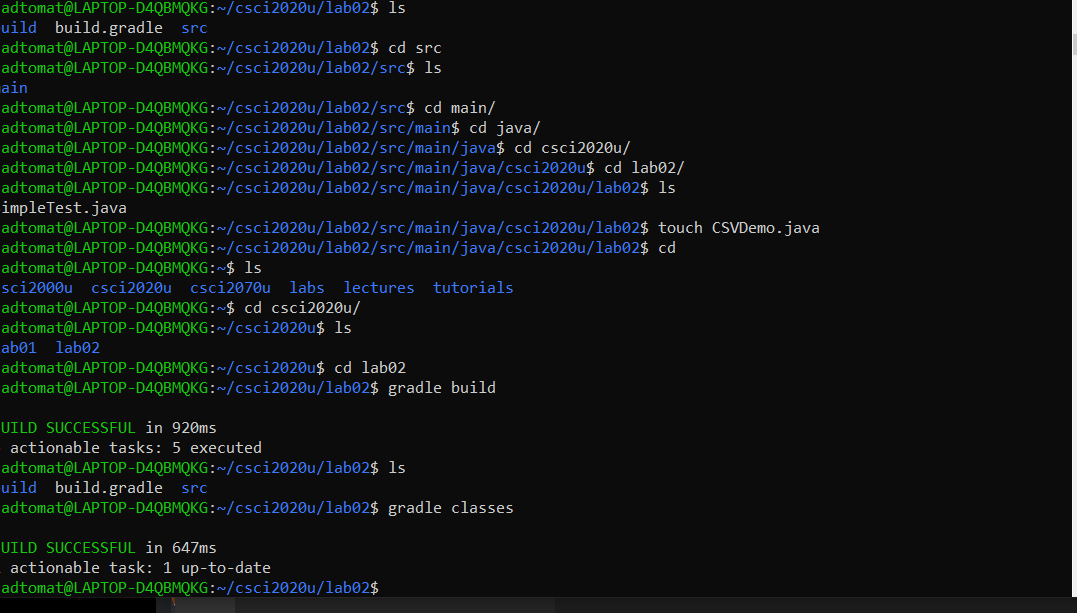 adtomat@LAPTOP-D4QBMQKG:~/csci2020u/lab02$ ls
uild  build.gradle  src
adtomat@LAPTOP-D4QBMQKG:~/csci2020u/lab02$ cd src
adtomat@LAPTOP-D4QBMQKG:~/csci2020u/lab02/src$ ls
ain
adtomat@LAPTOP-D4QBMQKG:~/csci2020u/lab02/src$ cd main/
adtomat@LAPTOP-D4QBMQKG:~/csci2020u/lab02/src/main$ cd java/
adtomat@LAPTOP-D4QBMQKG:~/csci2020u/lab02/src/main/java$ cd csci2020u/
adtomat@LAPTOP-D4QBMQKG:~/csci2020u/lab02/src/main/java/csci2020u$ cd lab02/
adtomat@LAPTOP-D4QBMQKG:~/csci2020u/lab02/src/main/java/csci2020u/lab02$ ls
impleTest.java
adtomat@LAPTOP-D4QBMQKG:~/csci2020u/lab02/src/main/java/csci2020u/lab02$ touch CSVDemo.java
adtomat@LAPTOP-D4QBMQKG:~/csci2020u/lab02/src/main/java/csci2020u/lab02$ cd
adtomat@LAPTOP-D4QBMQKG:~$ ls
sci2000u  csci2020u  csci2070u  labs  lectures  tutorials
adtomat@LAPTOP-D4QBMQKG:~$ cd csci2020u/
adtomat@LAPTOP-D4QBMQKG:~/csci2020u$ ls
ab01  lab02
adtomat@LAPTOP-D4QBMQKG:~/csci2020u$ cd lab02
adtomat@LAPTOP-D4QBMQKG:~/csci2020u/lab02$ gradle build
UILD SUCCESSFUL in 920ms
actionable tasks: 5 executed
adtomat@LAPTOP-D4QBMQKG:~/csci2020u/lab02$ ls
uild  build.gradle  src
adtomat@LAPTOP-D4QBMQKG:~/csci2020u/lab02$ gradle classes
UILD SUCCESSFUL in 647ms
actionable task: 1 up-to-date
adtomat@LAPTOP-D4QBMQKG:~/csci2020u/lab02$